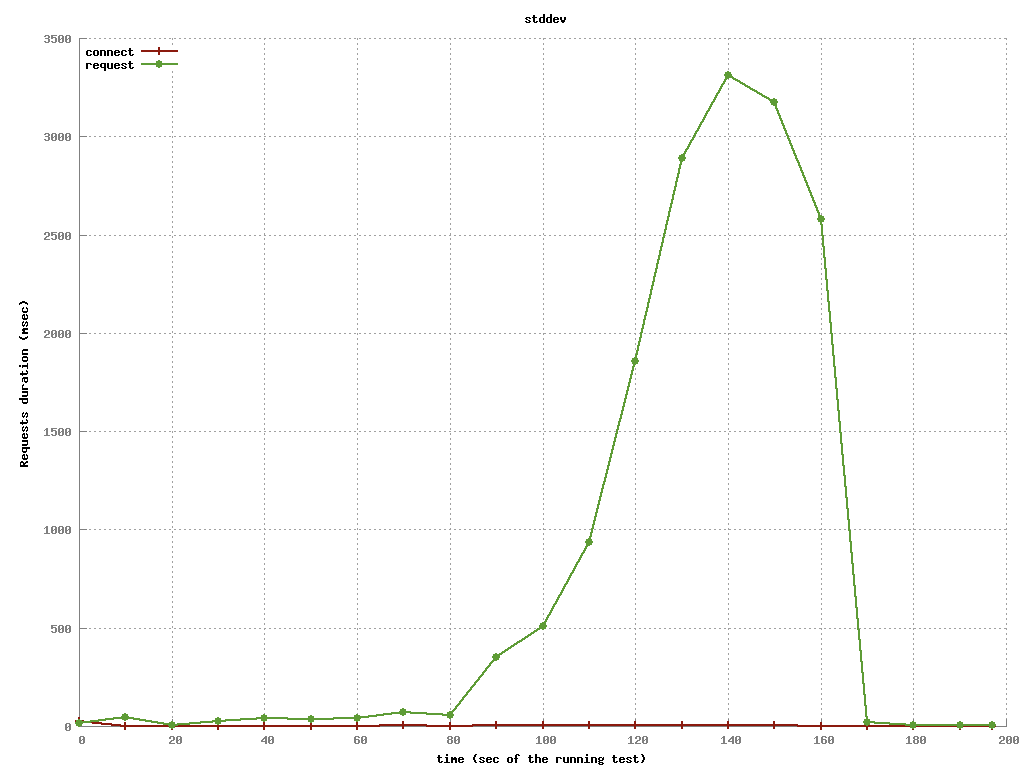 stddev
connect
request
3500
3000
2500
2000
1500
1000
500
0
0 20 40 60 80 100 120 140 160 180 200
Requests duration (msec)
time (sec of the running test)